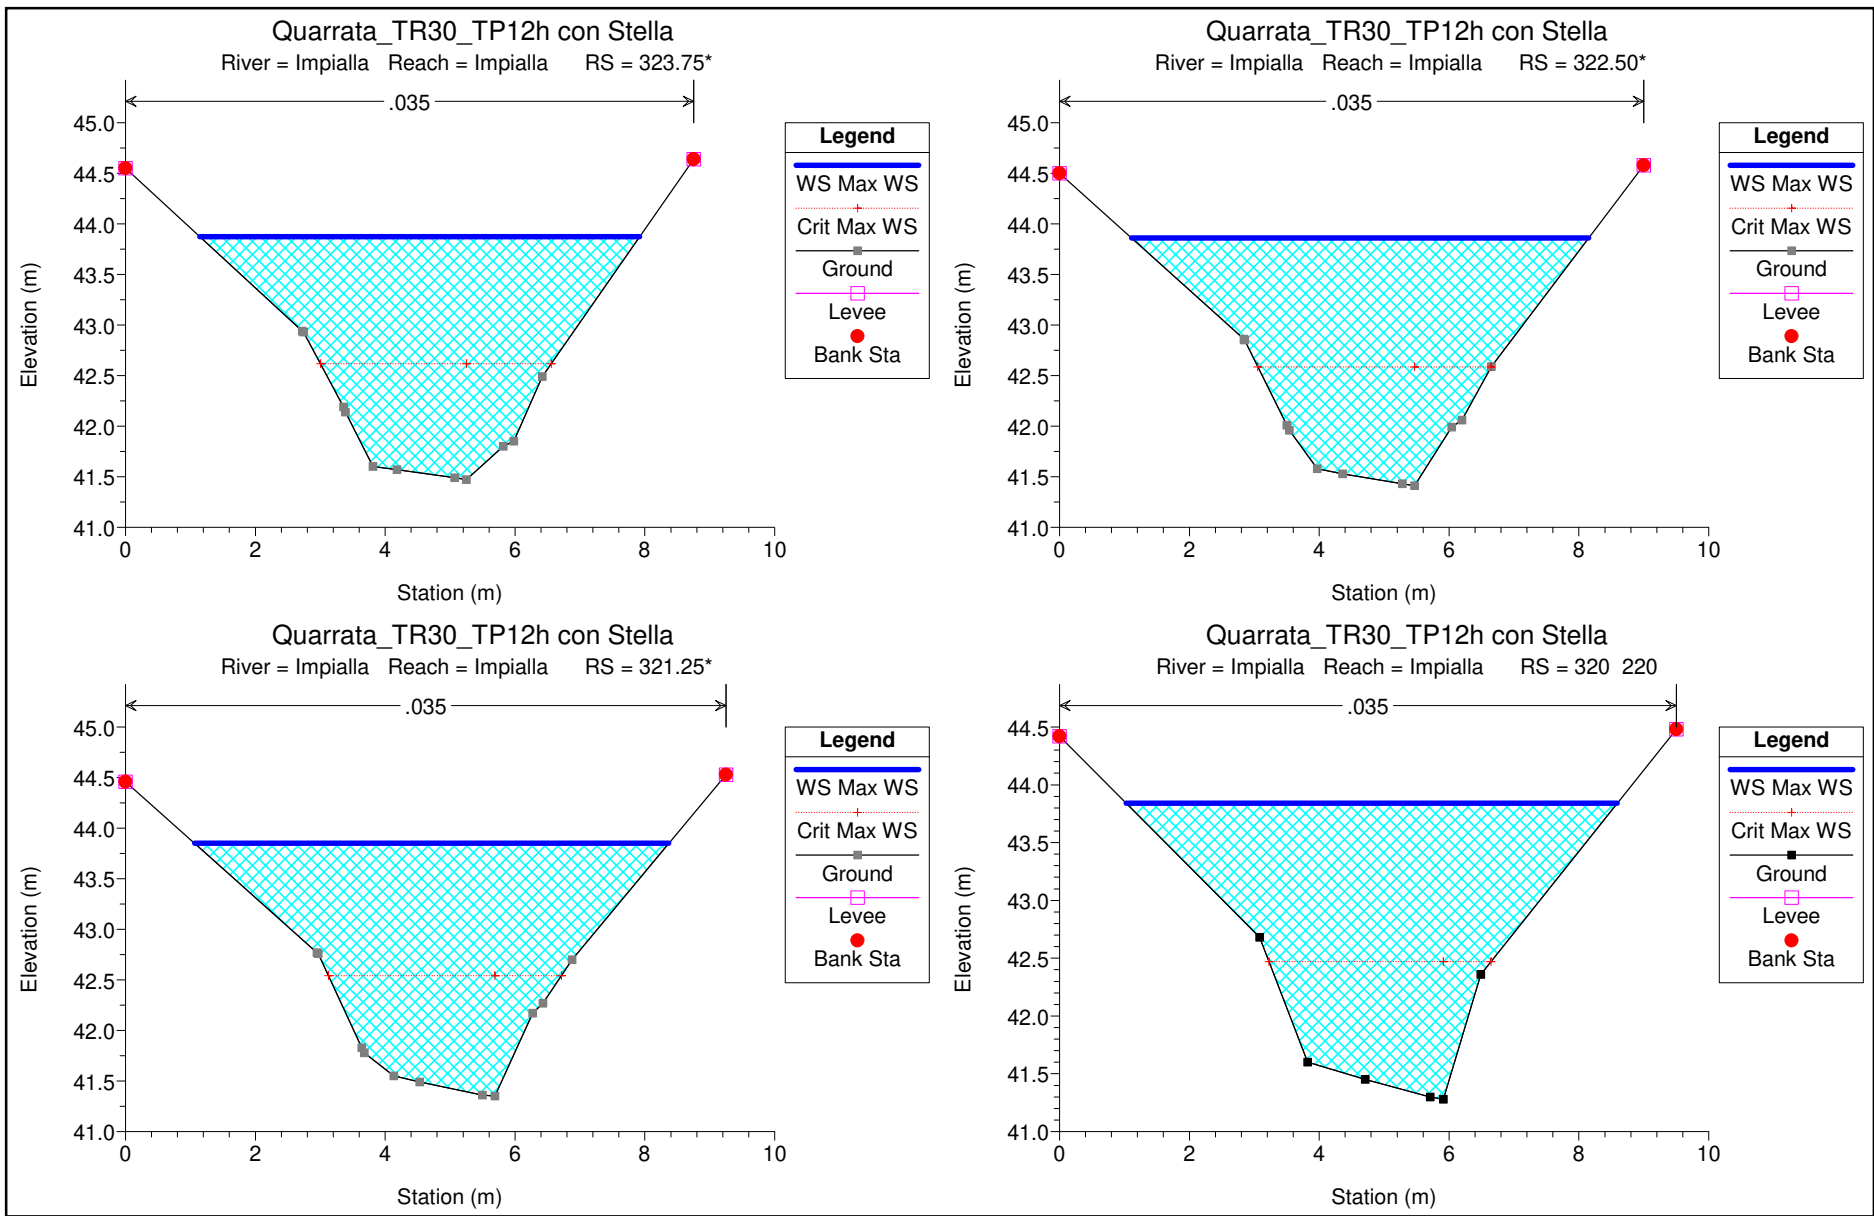 Quarrata_TR30_TP12h con Stella
River = Impialla Reach = Impialla RS = 323.75*
.035
45.0
44.5
44.0
43.5
43.0
42.5
42.0
41.5
41.0
0 2 4 6 8 10
Station (m)
Elevation (m)
Legend
WS Max WS
Crit Max WS
Ground
Levee
Bank Sta
Quarrata_TR30_TP12h con Stella
River = Impialla Reach = Impialla RS = 322.50*
.035
45.0
44.5
44.0
43.5
43.0
42.5
42.0
41.5
41.0
0 2 4 6 8 10
Station (m)
Elevation (m)
Legend
WS Max WS
Crit Max WS
Ground
Levee
Bank Sta
Quarrata_TR30_TP12h con Stella
River = Impialla Reach = Impialla RS = 321.25*
.035
45.0
44.5
44.0
43.5
43.0
42.5
42.0
41.5
41.0
0 2 4 6 8 10
Station (m)
Elevation (m)
Legend
WS Max WS
Crit Max WS
Ground
Levee
Bank Sta
Quarrata_TR30_TP12h con Stella
River = Impialla Reach = Impialla RS = 320 220
.035
44.5
44.0
43.5
43.0
42.5
42.0
41.5
41.0
0 2 4 6 8 10
Station (m)
Elevation (m)
Legend
WS Max WS
Crit Max WS
Ground
Levee
Bank Sta